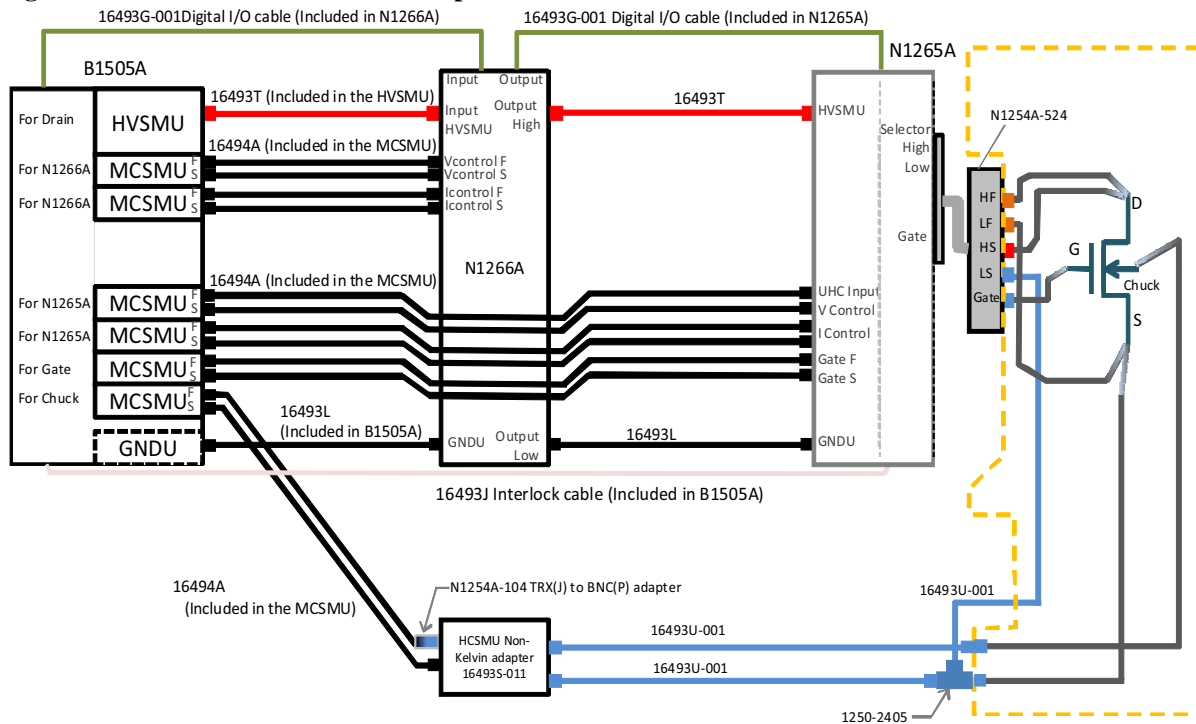 16493G-001Digital I/O cable (Included in N1266A)
16493G-001 Digital I/O cable (Included in N1265A)
B1505A
N1265A
For Drain
HVSMU
16493T (Included in the HVSMU)
Input
Output
Input
HVSMU
Output
High
16493T
HVSMU
N1254A-524
Selector
High
Low
16494A (Included in the MCSMU)
For N1266A
MCSMU
F
S
Vcontrol F
Vcontrol S
For N1266A
MCSMU
Icontrol F
Icontrol S
HF
LF
HS
LS
Gate
D
G
Chuck
S
Gate
N1266A
16494A (Included in the MCSMU)
For N1265A
MCSMU
F
S
UHC Input
V Control
For N1265A
MCSMU
F
S
I Control
For Gate
MCSMU
F
S
Gate F
Gate S
For Chuck
MCSMU
F
S
16493L
(Included in B1505A)
GNDU
GNDU
Output
Low
16493L
GNDU
16493J Interlock cable (Included in B1505A)
16494A
(Included in the MCSMU)
N1254A-104 TRX(J) to BNC(P) adapter
16493U-001
HCSMU Non-
Kelvin adapter
16493S-011
16493U-001
16493U-001
1250-2405